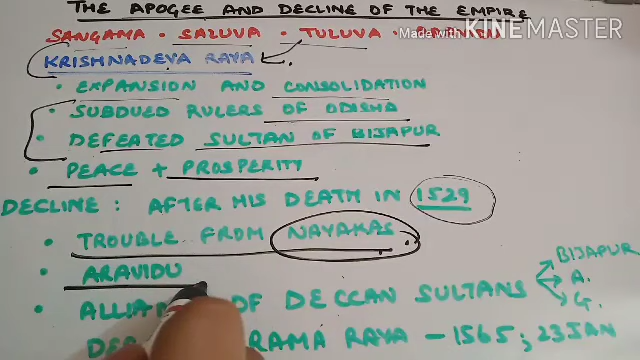 THE APOGEE AND DECLINE OF THE EMPIRE
Made with KINEMASTER
SANGAMA · SALUVA · TULUVA ·
KRISHNADEVA RAYA
• EXPANSION AND CONSOLIDATION
• SUBDUED RULERS OF ODISHA
• DEFEATED SULTAN OF BIJAPUR
• PEACE + PROSPERITY
DECLINE : AFTER HIS DEATH IN 1529
• TROUBLE FROM NAYAKAS
• ARAVIDU
• OF DECCAN SULTANS
BIJAPUR
A.
G.
RAMA RAYA - 1565; 23 JAN